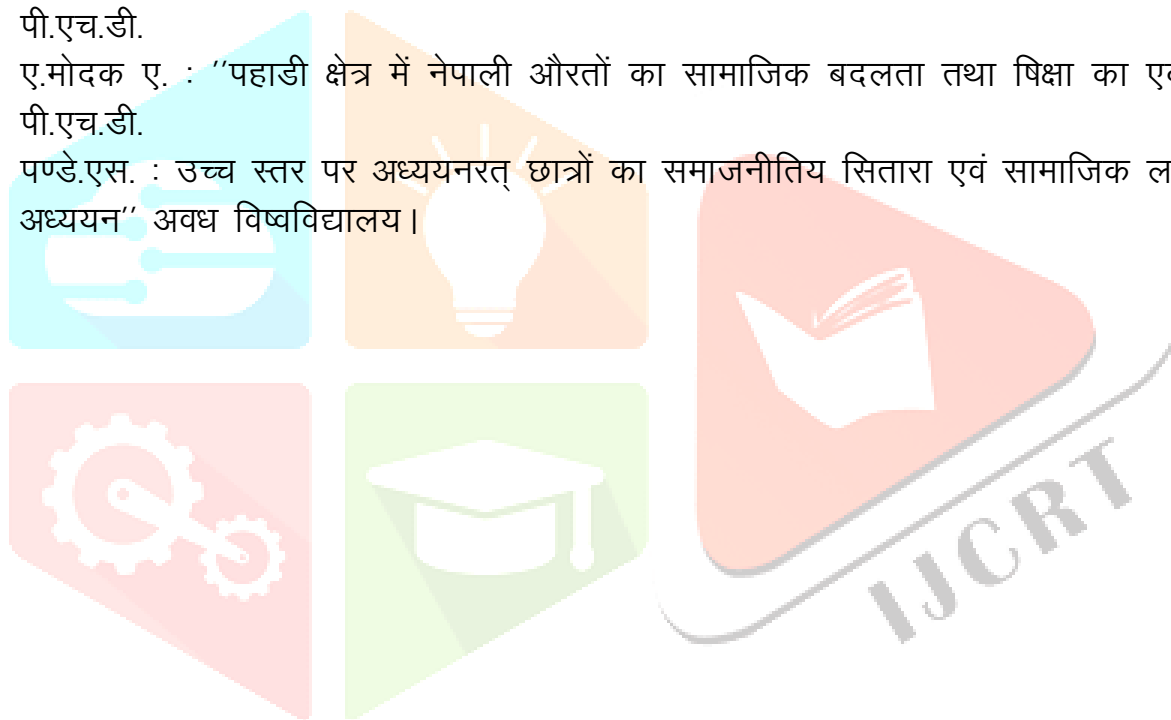 पी.एच.डी.
ए.मोदक ए. : ’’पहाडी क्षेत्र में नेपाली औरतों का सामाजिक बदलता तथा षिक्षा का
पी.एच.डी.
पण्डे.एस. : उच्च स्तर पर अध्ययनरत् छात्रों का समाजनीतिय सितारा एवं सामाजिक
अध्ययन’’ अवध विष्वविद्यालय।
IJCRT